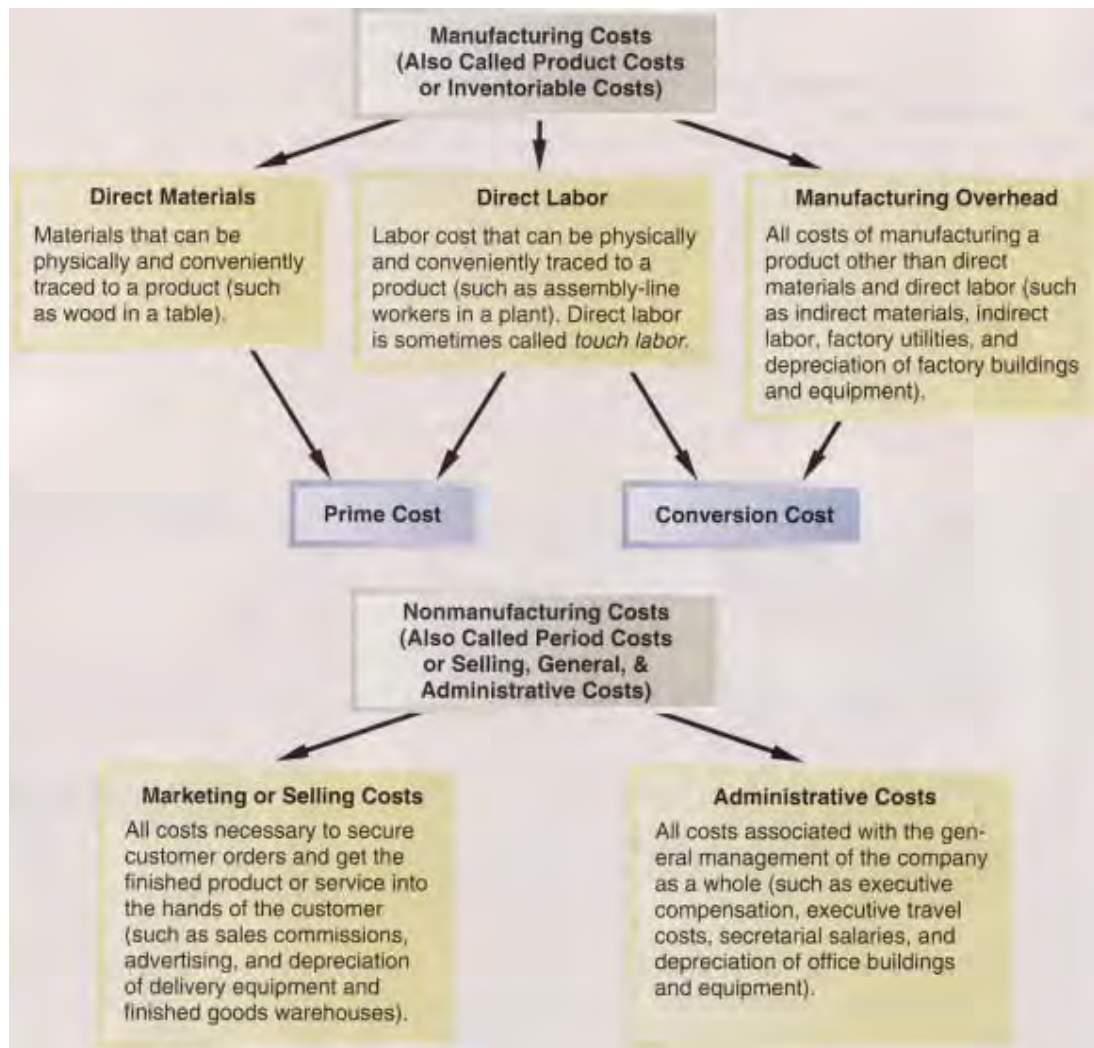 Manufacturing Costs
(Also Called Product Costs
or Inventoriable Costs)
Direct Materials
Materials that can be
physically and conveniently
traced to a product (such
as wood in a table).
Direct Labor
Labor cost that can be physically
and conveniently traced to a
product (such as assembly-line
workers in a plant). Direct labor
is sometimes called touch labor.
Manufacturing Overhead
All costs of manufacturing a
product other than direct
materials and direct labor (such
as indirect materials, indirect
labor, factory utilities, and
depreciation of factory buildings
and equipment).
Prime Cost
Conversion Cost
Nonmanufacturing Costs
(Also Called Period Costs
or Selling, General, &
Administrative Costs)
Marketing or Selling Costs
All costs necessary to secure
customer orders and get the
finished product or service into
the hands of the customer
(such as sales commissions,
advertising, and depreciation
of delivery equipment and
finished goods warehouses).
Administrative Costs
All costs associated with the gen-
eral management of the company
as a whole (such as executive
compensation, executive travel
costs, secretarial salaries, and
depreciation of office buildings
and equipment).